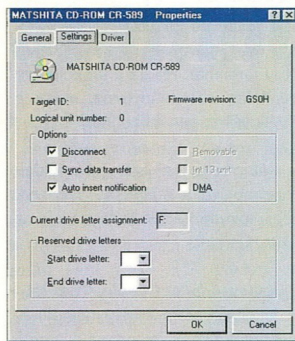 MATSHITA CD-ROM CR-589 Properties
General Settings Driver
MATSHITA CD-ROM CR-589
Target ID: 1 Firmware revision: GS0H
Logical unit number: 0
Options
Disconnect Removable
Sync data transfer Int 13 unit
Auto insert notification DMA
Current drive letter assignment: F:
Reserved drive letters
Start drive letter:
End drive letter:
OK Cancel